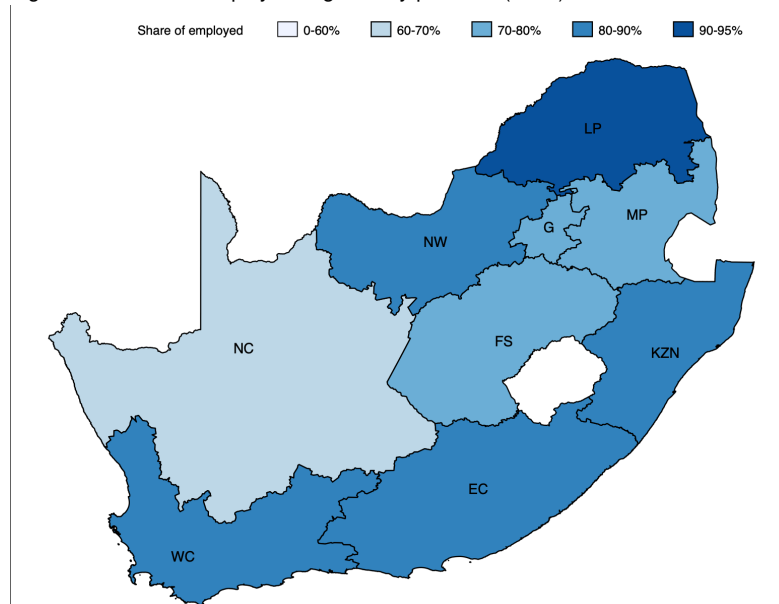 Share of employed 0-60% 60-70% 70-80% 80-90% 90-95%
LP
MP
G
NW
FS
NC
KZN
EC
WC